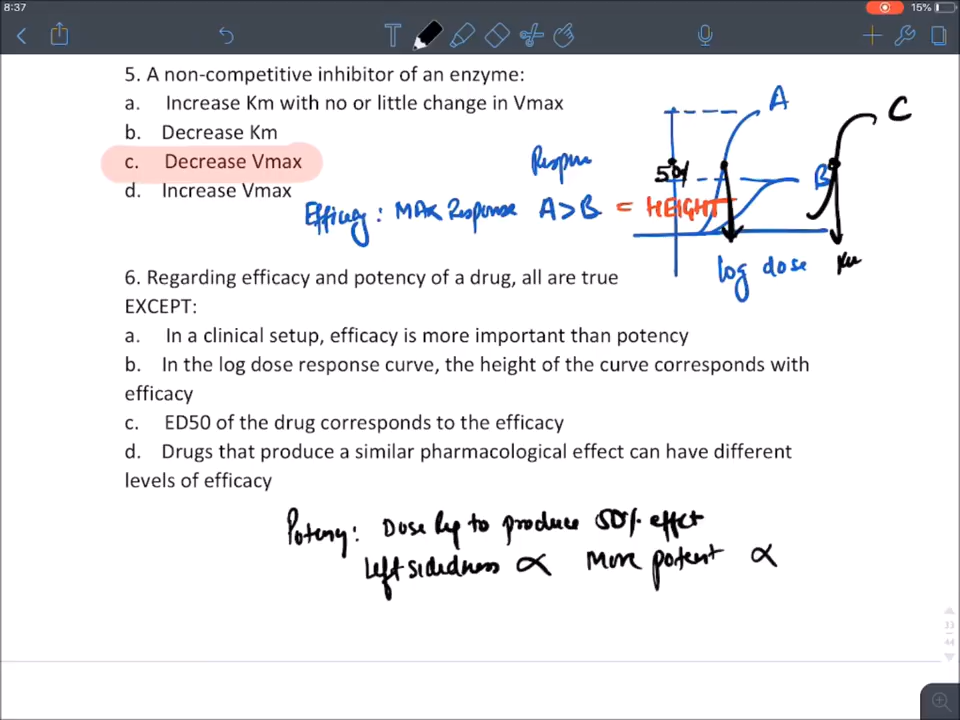 8:37
15%
T
5. A non-competitive inhibitor of an enzyme:
a. Increase Km with no or little change in Vmax
b. Decrease Km
c. Decrease Vmax
d. Increase Vmax
A
C
50%
B
Efficacy: MAX Response A > B = HEIGHT
log dose
6. Regarding efficacy and potency of a drug, all are true
EXCEPT:
a. In a clinical setup, efficacy is more important than potency
b. In the log dose response curve, the height of the curve corresponds with
efficacy
c. ED50 of the drug corresponds to the efficacy
d. Drugs that produce a similar pharmacological effect can have different
levels of efficacy
Potency: Dose to produce 50% effect
Left sidedness ∝ More potent ∝
33
44